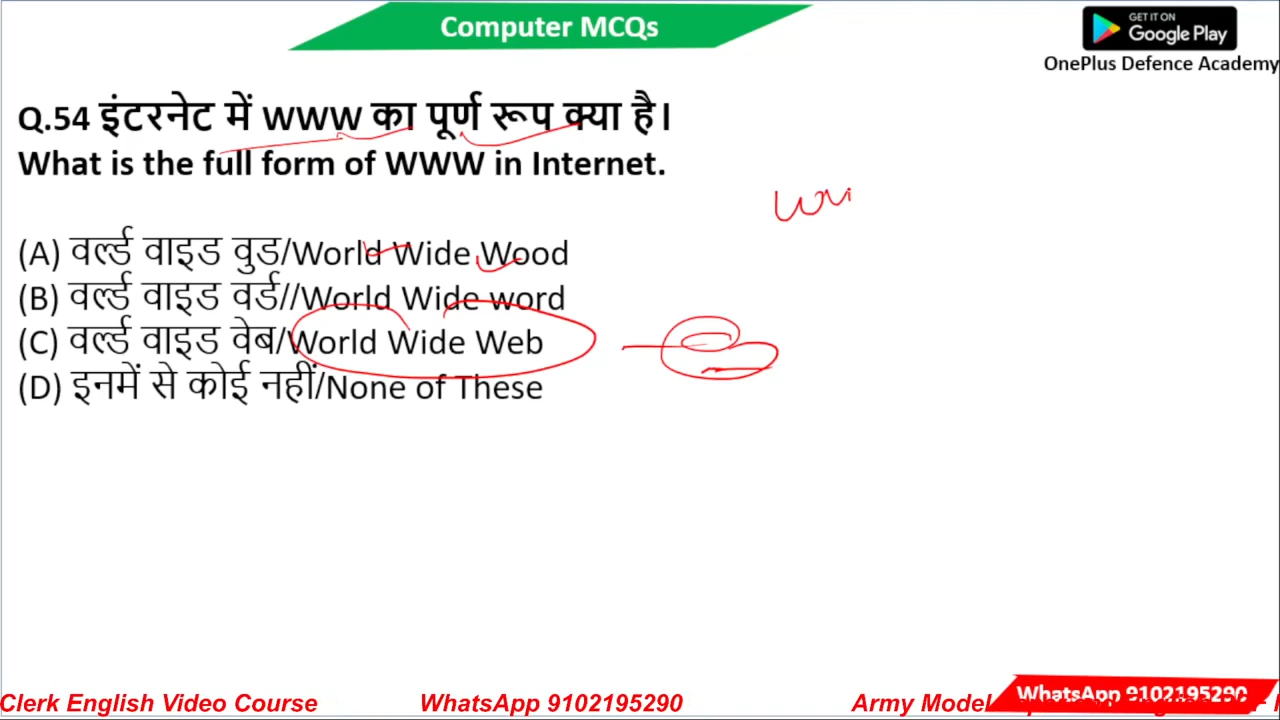 Computer MCQs
GET IT ON
Google Play
OnePlus Defence Academy
Q.54 इंटरनेट में WWW का पूर्ण रूप क्या है।
What is the full form of WWW in Internet.
(A) वर्ल्ड वाइड वुड/World Wide Wood
(B) वर्ल्ड वाइड वर्ड//World Wide word
(C) वर्ल्ड वाइड वेब/World Wide Web
(D) इनमें से कोई नहीं/None of These
WhatsApp 9102195290
Clerk English Video Course WhatsApp 9102195290 Army Model